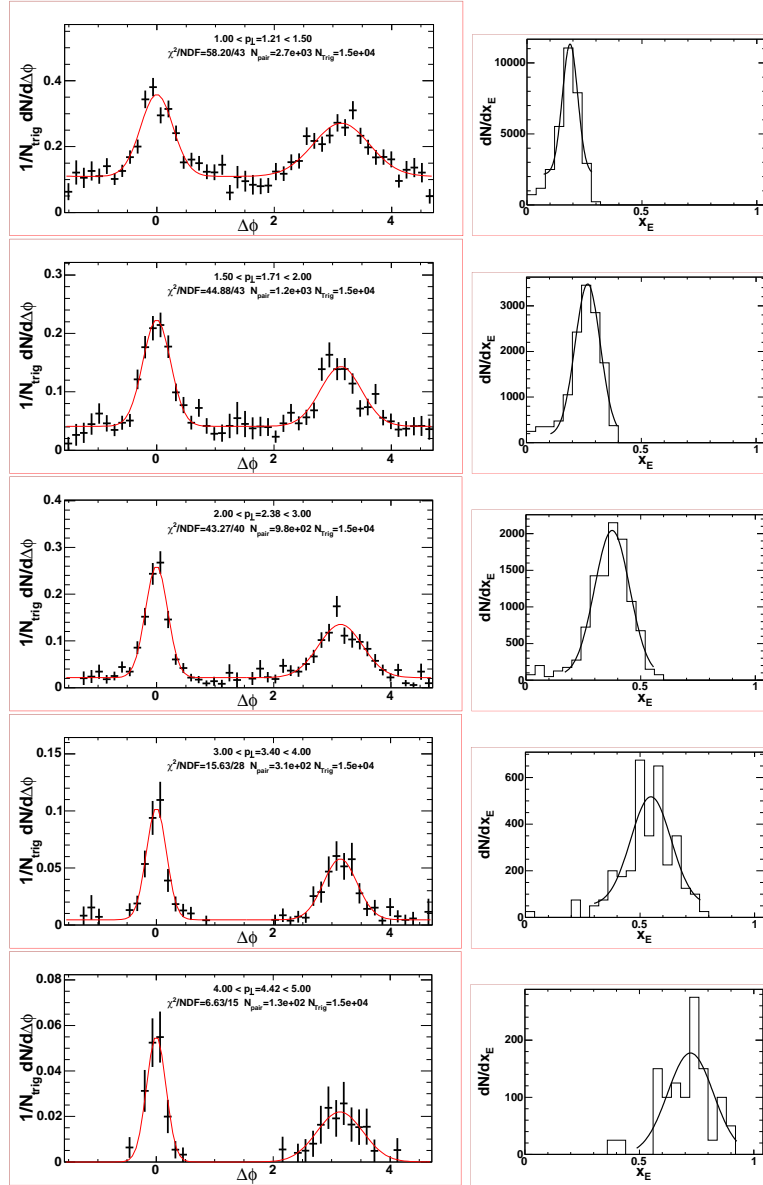 1.00 < p⊥=1.21 < 1.50
χ²/NDF=58.20/43 N_pair=2.7e+03 N_Trig=1.5e+04
1/N_trig dN/dΔφ
0.4
0.2
0
0 2 4
Δφ
dN/dx_E
10000
5000
0
0 0.5 1
x_E
1.50 < p⊥=1.71 < 2.00
χ²/NDF=44.88/43 N_pair=1.2e+03 N_Trig=1.5e+04
1/N_trig dN/dΔφ
0.3
0.2
0.1
0
0 2 4
Δφ
dN/dx_E
3000
2000
1000
0
0 0.5 1
x_E
2.00 < p⊥=2.38 < 3.00
χ²/NDF=43.27/40 N_pair=9.8e+02 N_Trig=1.5e+04
1/N_trig dN/dΔφ
0.4
0.3
0.2
0.1
0
0 2 4
Δφ
dN/dx_E
2000
1500
1000
500
0
0 0.5 1
x_E
3.00 < p⊥=3.40 < 4.00
χ²/NDF=15.63/28 N_pair=3.1e+02 N_Trig=1.5e+04
1/N_trig dN/dΔφ
0.15
0.1
0.05
0
0 2 4
Δφ
dN/dx_E
600
400
200
0
0 0.5 1
x_E
4.00 < p⊥=4.42 < 5.00
χ²/NDF=6.63/15 N_pair=1.3e+02 N_Trig=1.5e+04
1/N_trig dN/dΔφ
0.08
0.06
0.04
0.02
0
0 2 4
Δφ
dN/dx_E
200
100
0
0 0.5 1
x_E